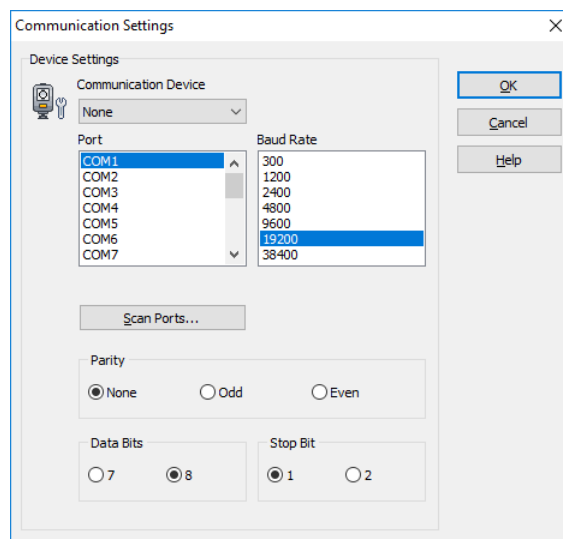 Communication Settings
Device Settings
Communication Device
None
Port
COM1
COM2
COM3
COM4
COM5
COM6
COM7
Baud Rate
300
1200
2400
4800
9600
19200
38400
Scan Ports...
Parity
None
Odd
Even
Data Bits
7
8
Stop Bit
1
2
OK
Cancel
Help